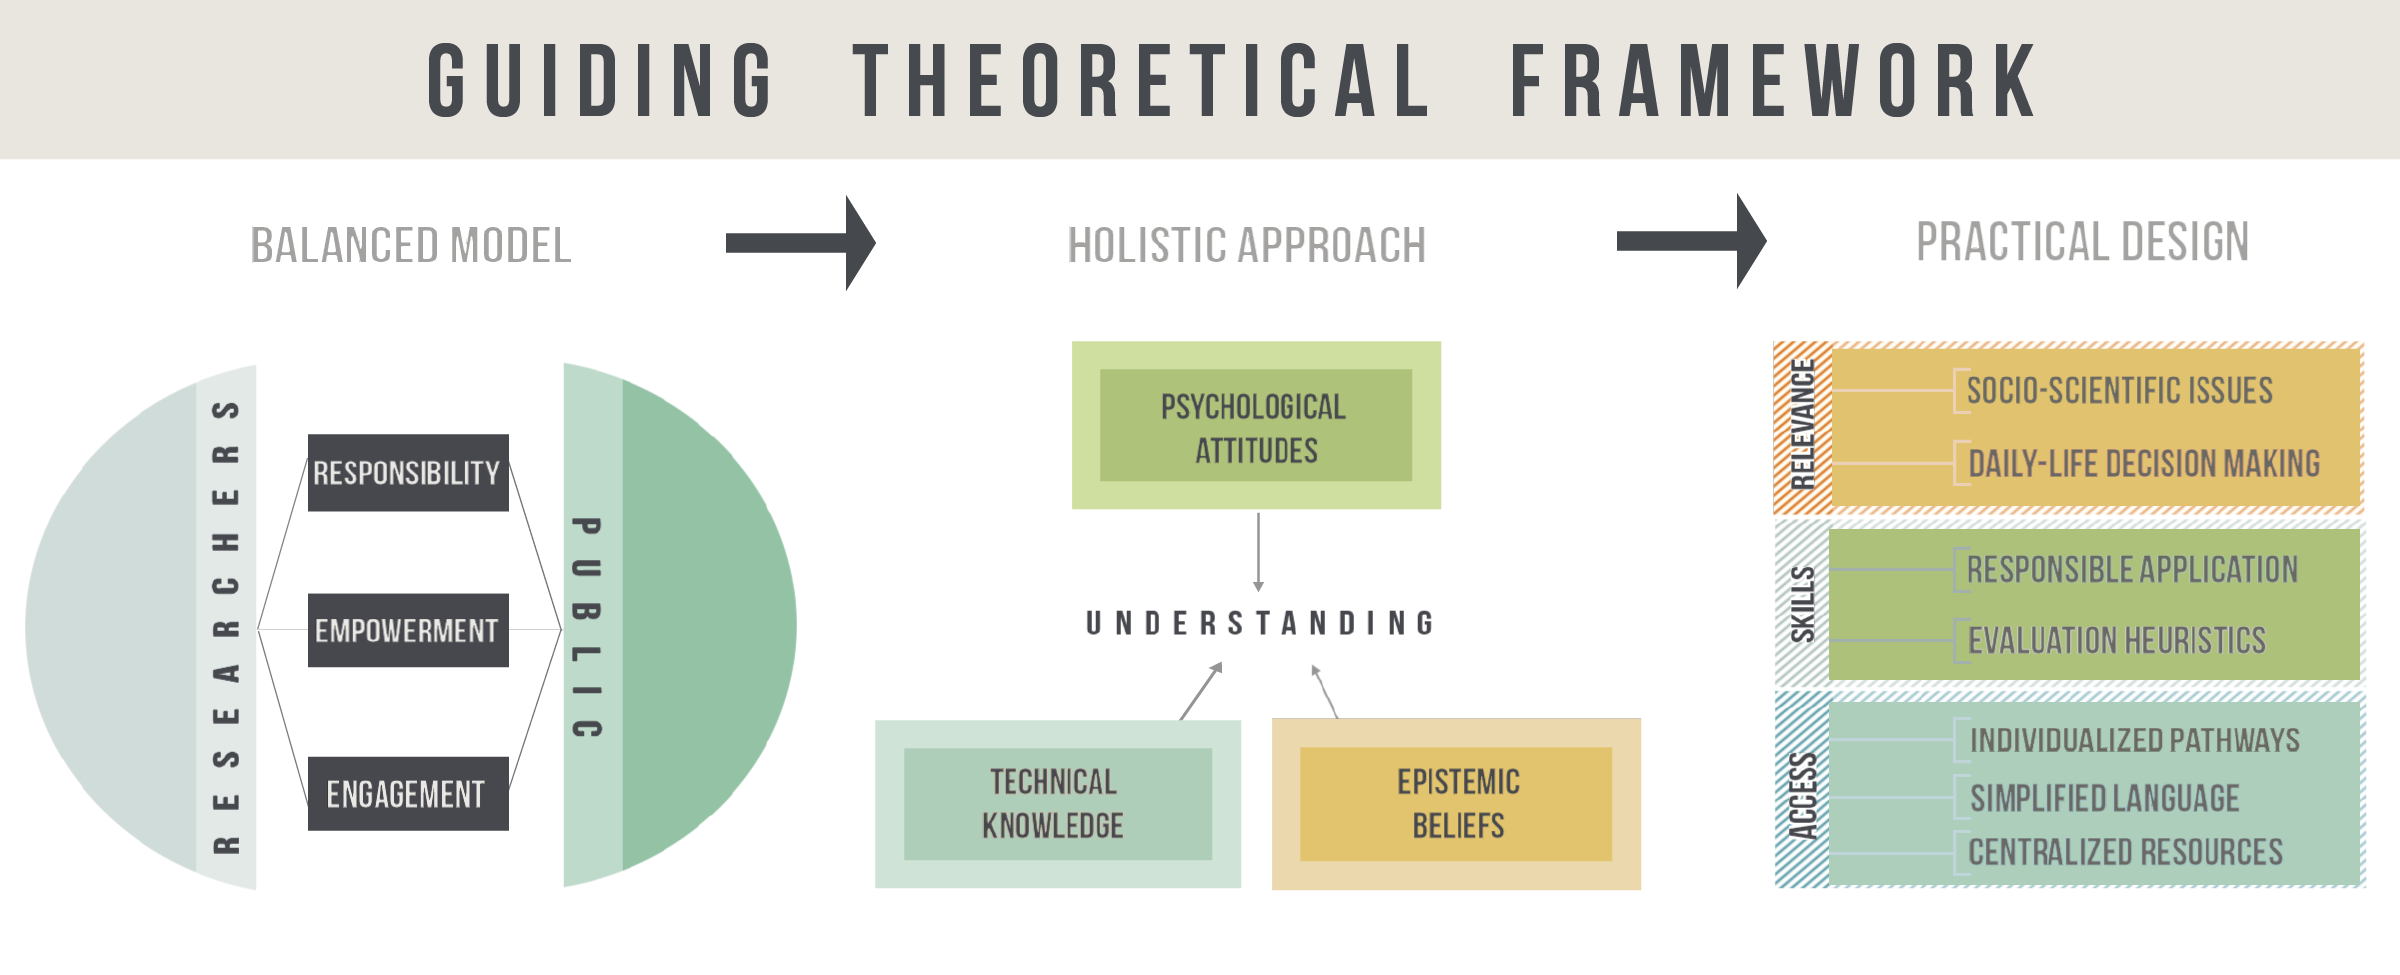 GUIDING THEORETICAL FRAMEWORK
BALANCED MODEL
HOLISTIC APPROACH
PRACTICAL DESIGN
RESEARCHERS
RESPONSIBILITY
EMPOWERMENT
ENGAGEMENT
PUBLIC
PSYCHOLOGICAL
ATTITUDES
UNDERSTANDING
TECHNICAL
KNOWLEDGE
EPISTEMIC
BELIEFS
RELEVANCE
SOCIO-SCIENTIFIC ISSUES
DAILY-LIFE DECISION MAKING
SKILLS
RESPONSIBLE APPLICATION
EVALUATION HEURISTICS
ACCESS
INDIVIDUALIZED PATHWAYS
SIMPLIFIED LANGUAGE
CENTRALIZED RESOURCES